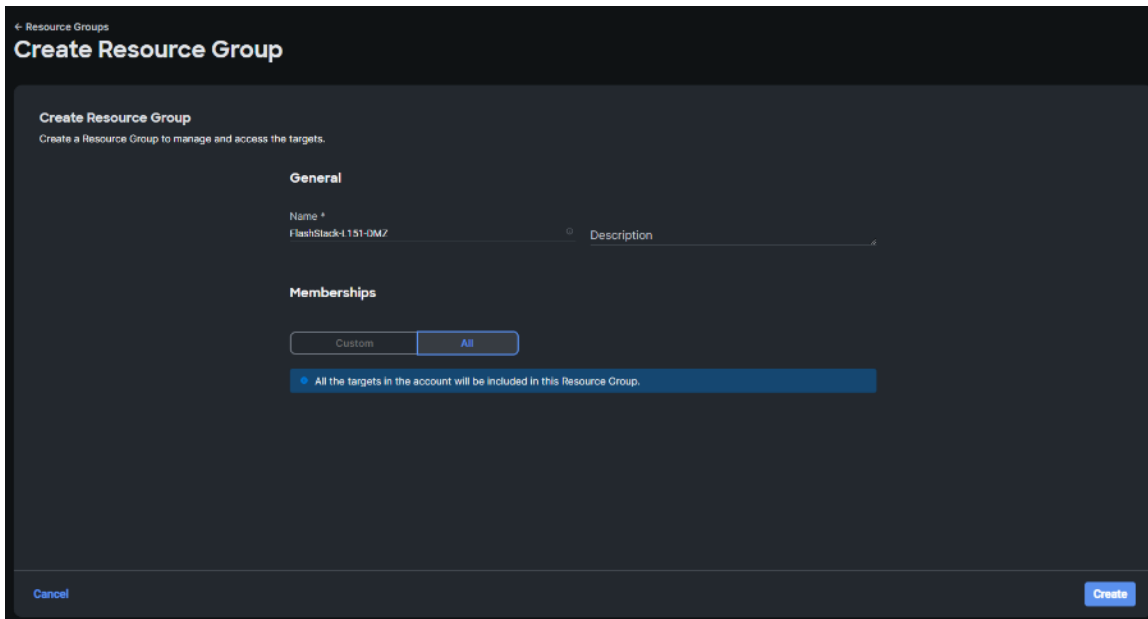 ← Resource Groups
Create Resource Group
Create Resource Group
Create a Resource Group to manage and access the targets.
General
Name *
FlashStack-L151-DMZ
Description
Memberships
Custom
All
All the targets in the account will be included in this Resource Group.
Cancel
Create